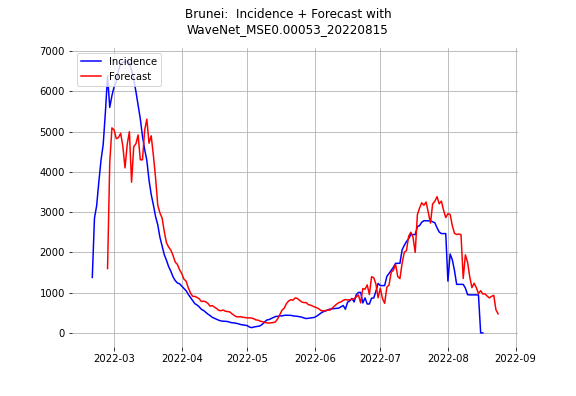 Brunei:  Incidence + Forecast with
WaveNet_MSE0.00053_20220815
7000
6000
5000
4000
3000
2000
1000
0
Incidence
Forecast
2022-03 2022-04 2022-05 2022-06 2022-07 2022-08 2022-09